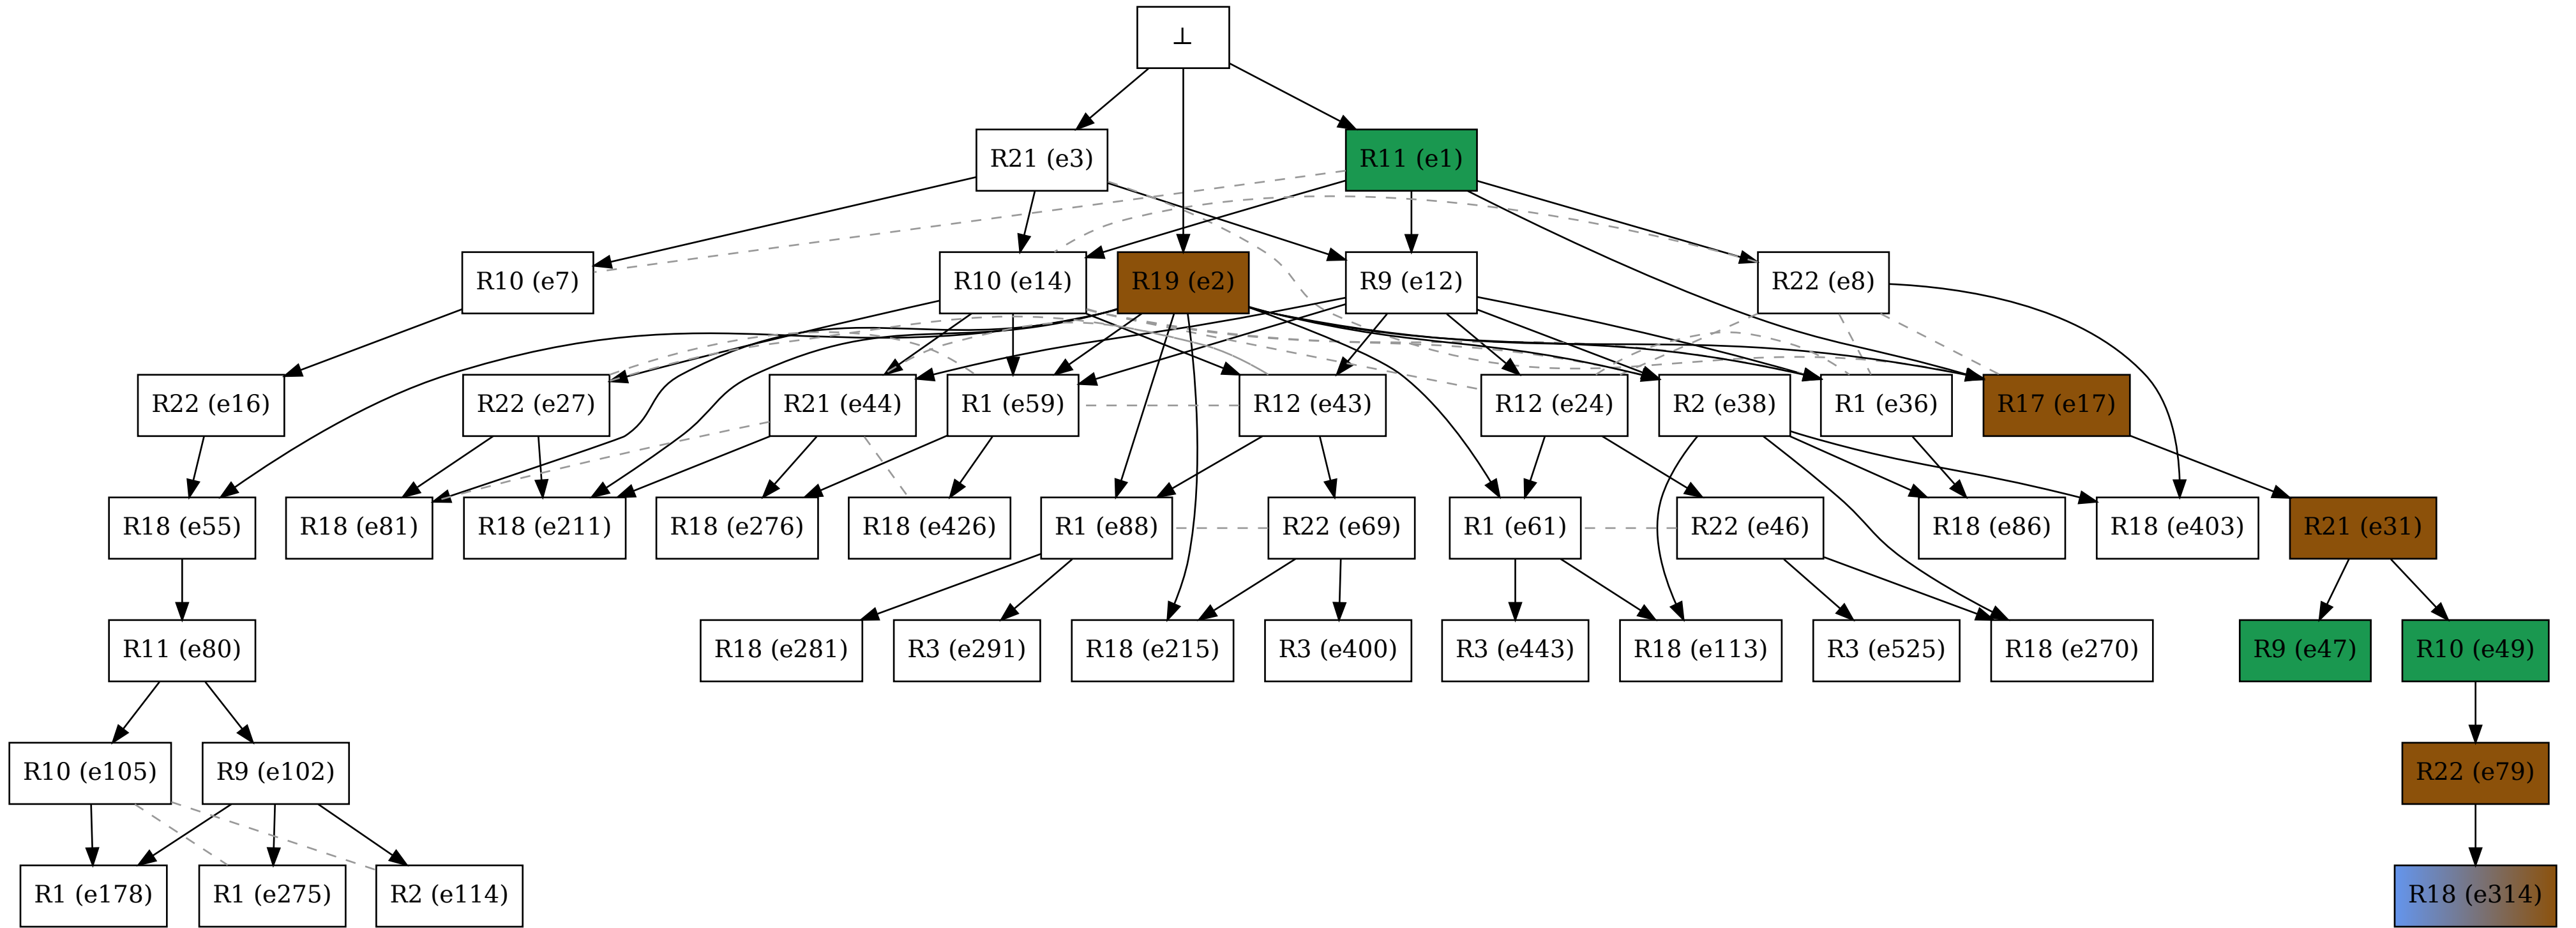 ⊥
R21 (e3)
R11 (e1)
R10 (e7)
R10 (e14)
R19 (e2)
R9 (e12)
R22 (e8)
R22 (e16)
R22 (e27)
R21 (e44)
R1 (e59)
R12 (e43)
R12 (e24)
R2 (e38)
R1 (e36)
R17 (e17)
R18 (e55)
R18 (e81)
R18 (e211)
R18 (e276)
R18 (e426)
R1 (e88)
R22 (e69)
R1 (e61)
R22 (e46)
R18 (e86)
R18 (e403)
R21 (e31)
R11 (e80)
R18 (e281)
R3 (e291)
R18 (e215)
R3 (e400)
R3 (e443)
R18 (e113)
R3 (e525)
R18 (e270)
R9 (e47)
R10 (e49)
R10 (e105)
R9 (e102)
R22 (e79)
R1 (e178)
R1 (e275)
R2 (e114)
R18 (e314)